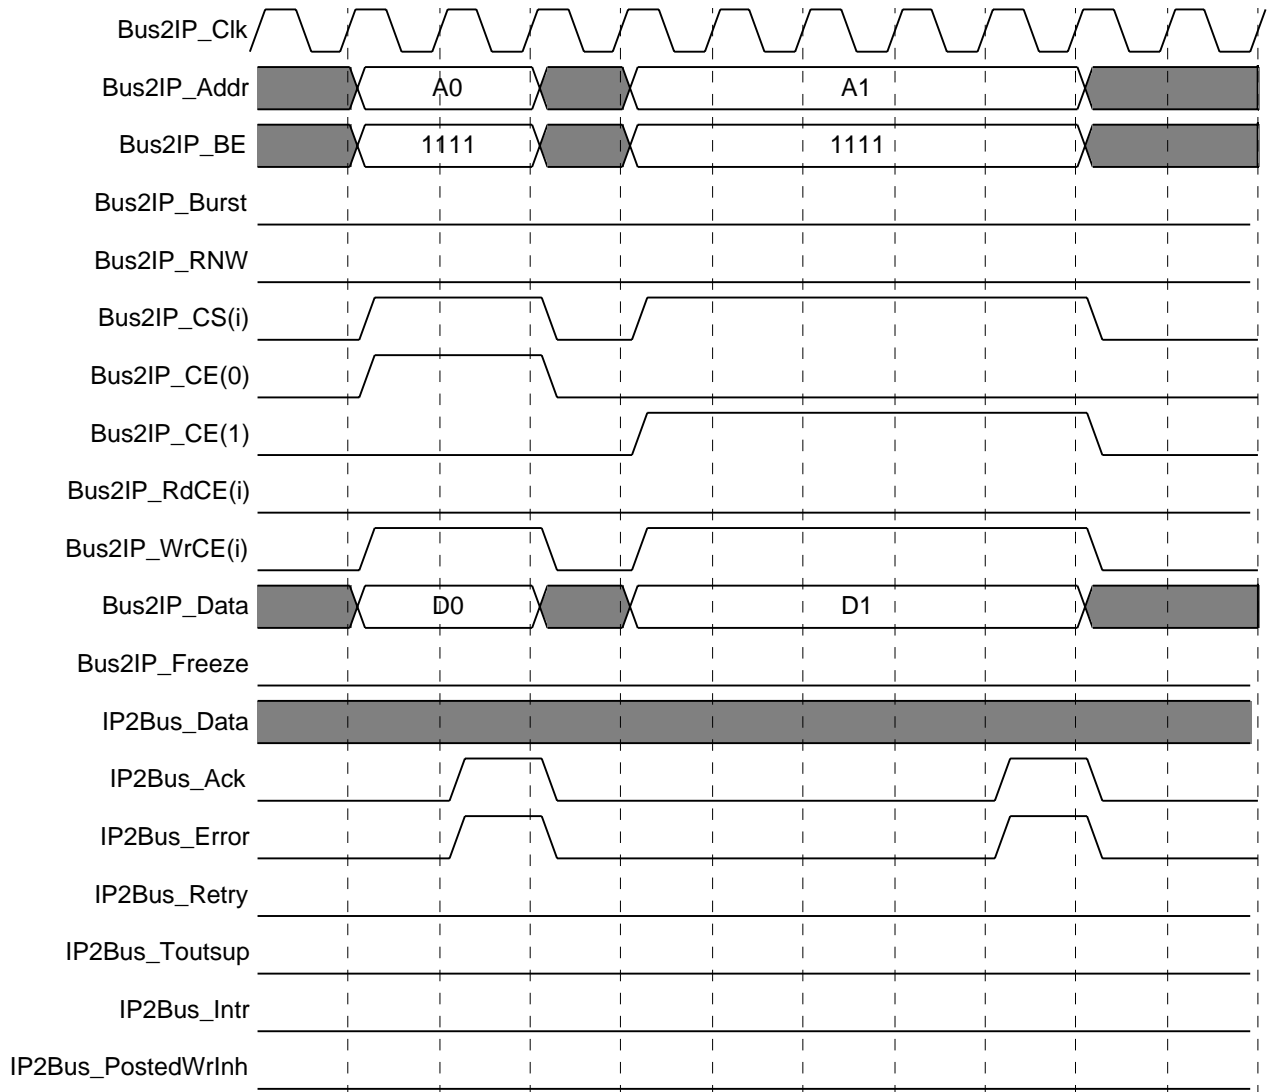 Bus2IP_Clk
Bus2IP_Addr A0 A1
Bus2IP_BE 1111 1111
Bus2IP_Burst
Bus2IP_RNW
Bus2IP_CS(i)
Bus2IP_CE(0)
Bus2IP_CE(1)
Bus2IP_RdCE(i)
Bus2IP_WrCE(i)
Bus2IP_Data D0 D1
Bus2IP_Freeze
IP2Bus_Data
IP2Bus_Ack
IP2Bus_Error
IP2Bus_Retry
IP2Bus_Toutsup
IP2Bus_Intr
IP2Bus_PostedWrInh